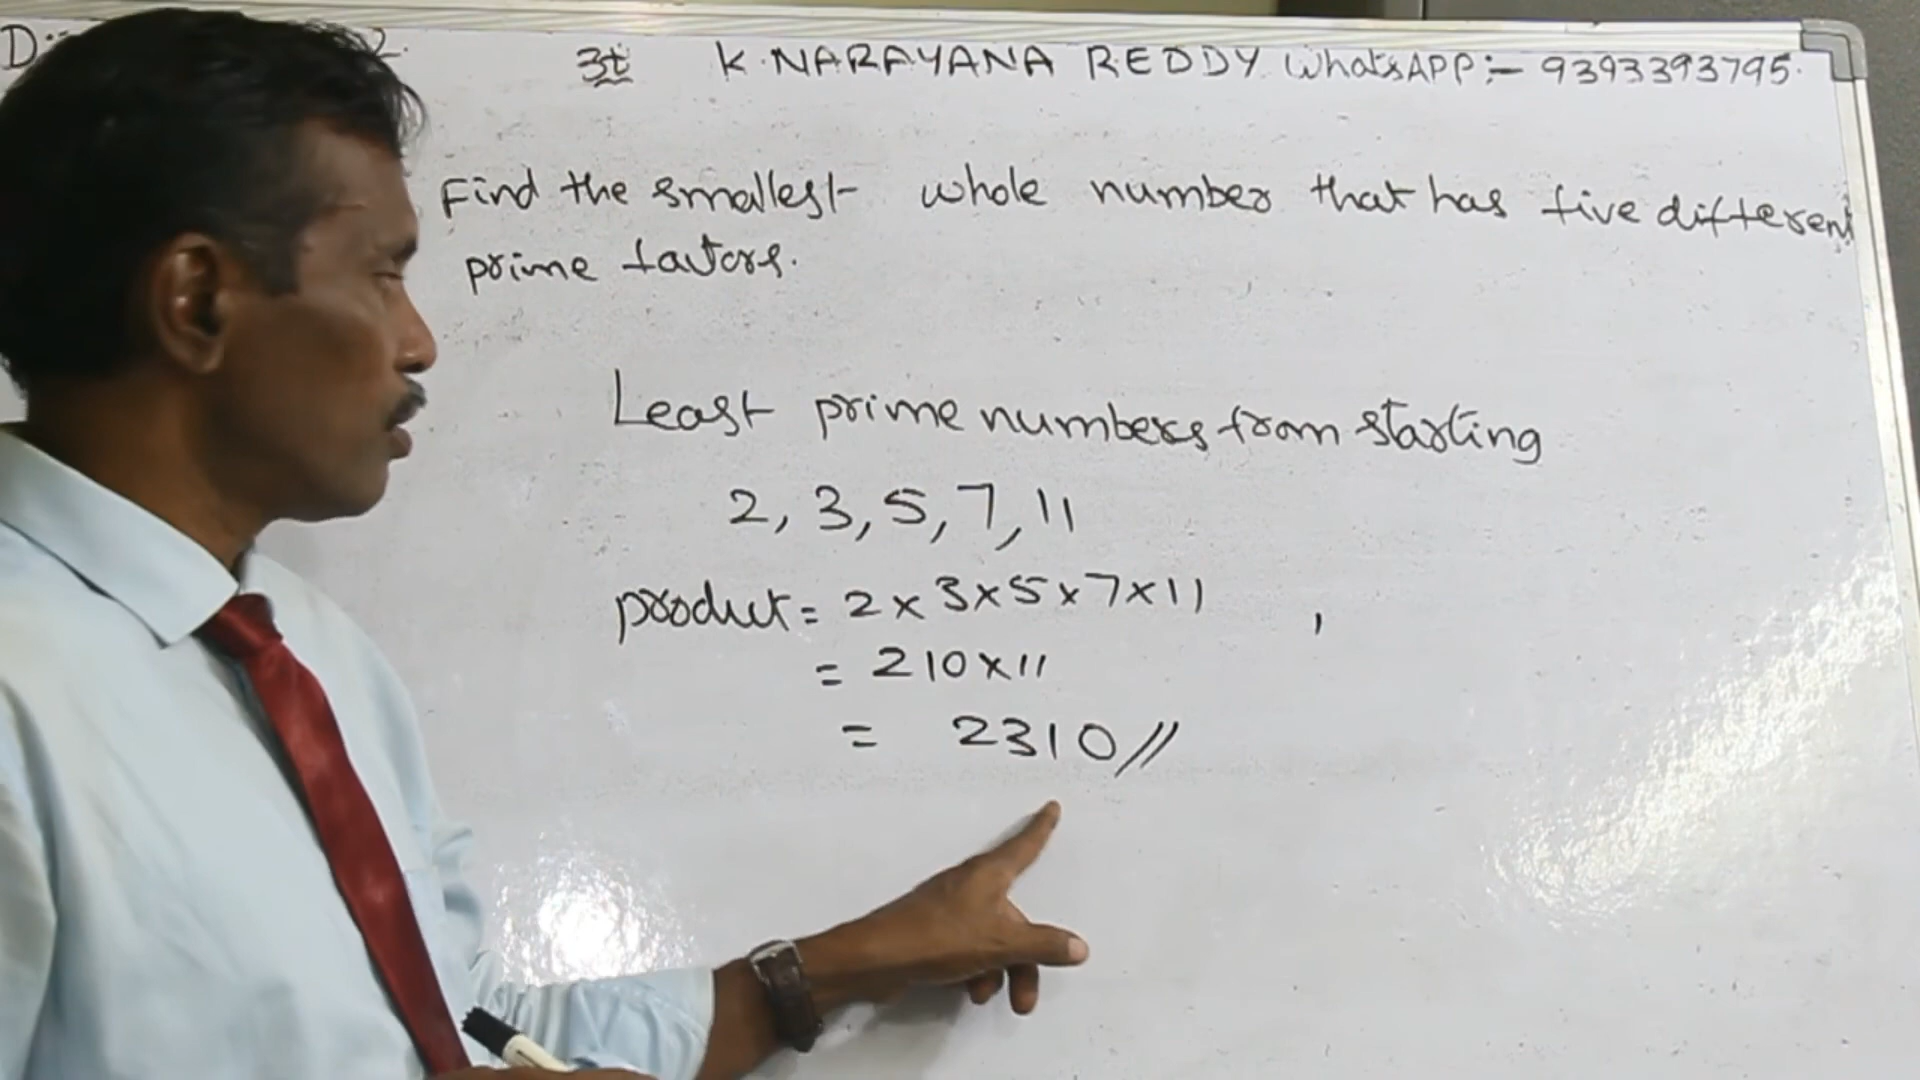 3t K.NARAYANA REDDY WhatsAPP:- 9393393795.
Find the smallest whole number that has five different
prime factors.
Least prime numbers from starting
2, 3, 5, 7, 11
product = 2 x 3 x 5 x 7 x 11
= 210 x 11
= 2310//